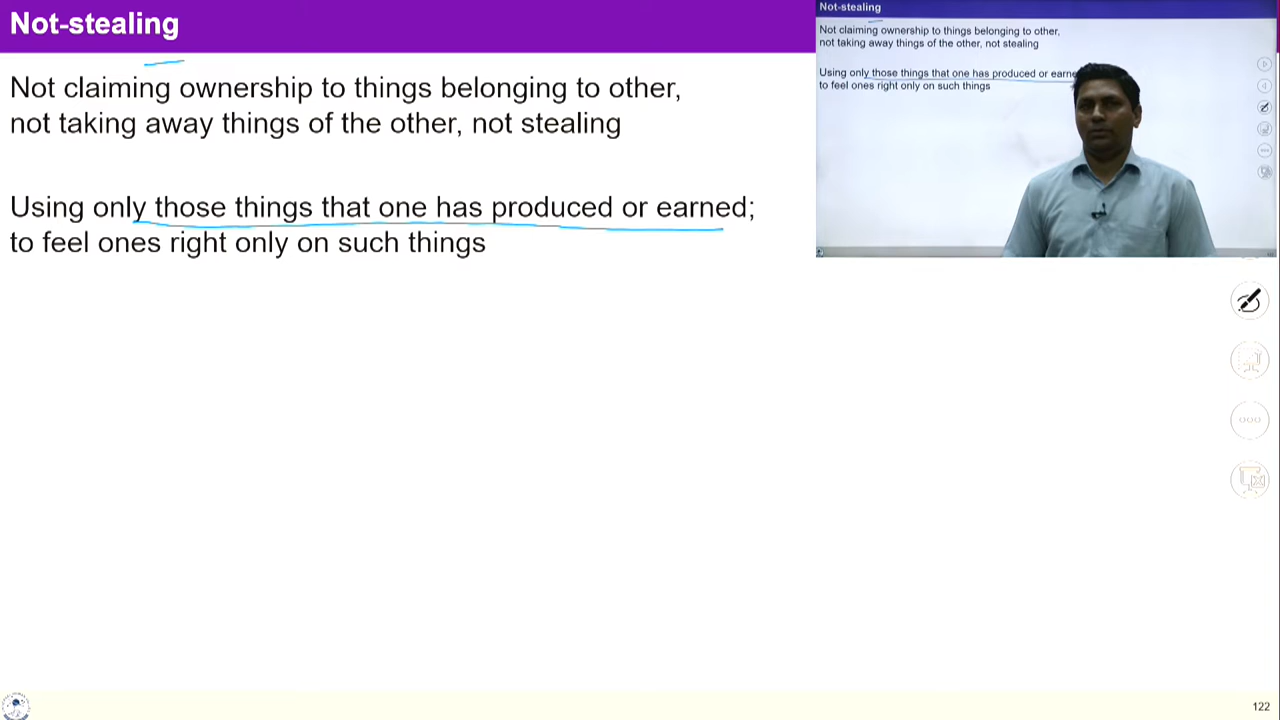 Not-stealing
Not claiming ownership to things belonging to other,
not taking away things of the other, not stealing
Using only those things that one has produced or earned;
to feel ones right only on such things
Not-stealing
Not claiming ownership to things belonging to other,
not taking away things of the other, not stealing
Using only those things that one has produced or earne
to feel ones right only on such things
122